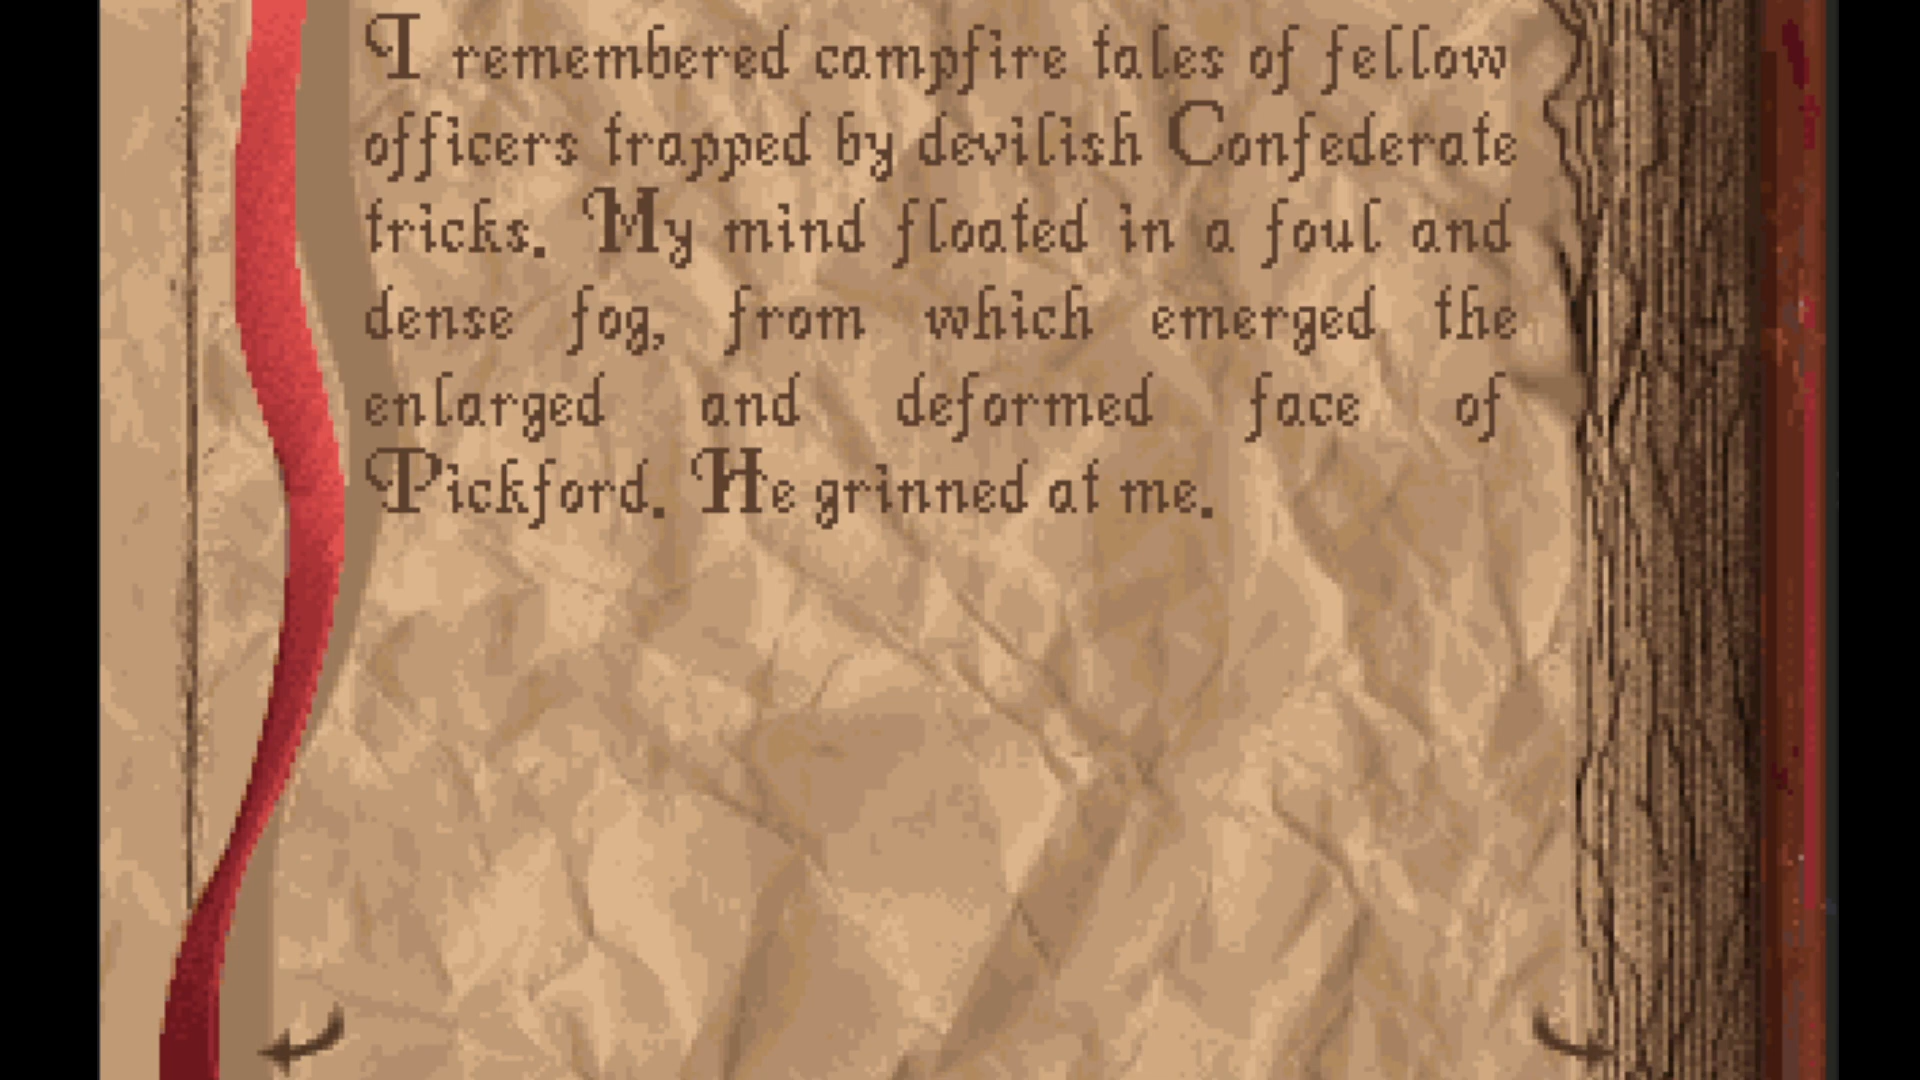 I remembered campfire tales of fellow
officers trapped by devilish Confederate
tricks. My mind floated in a foul and
dense fog, from which emerged the
enlarged and deformed face of
Pickford. He grinned at me.